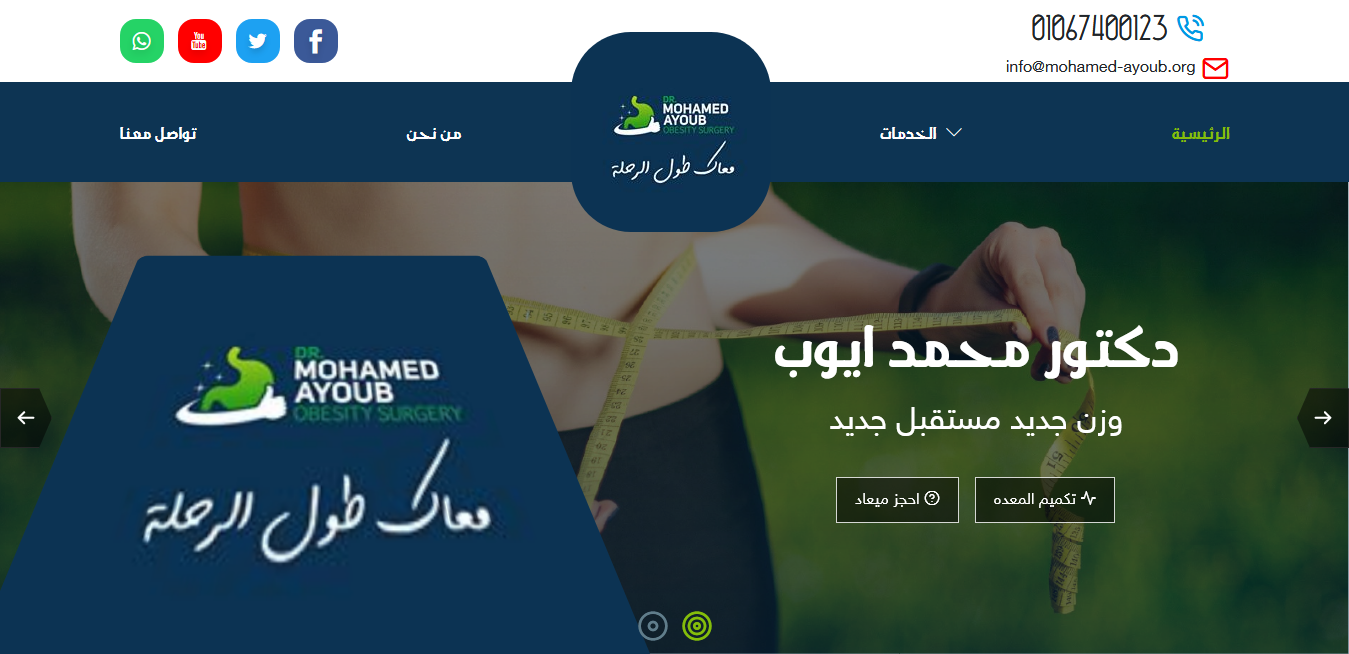 01067400123
info@mohamed-ayoub.org
You
Tube
الرئيسية
الخدمات
DR.
MOHAMED
AYOUB
OBESITY SURGERY
معاك طول الرحلة
من نحن
تواصل معنا
دكتور محمد ايوب
وزن جديد مستقبل جديد
تكميم المعده
احجز ميعاد
DR.
MOHAMED
AYOUB
OBESITY SURGERY
معاك طول الرحلة